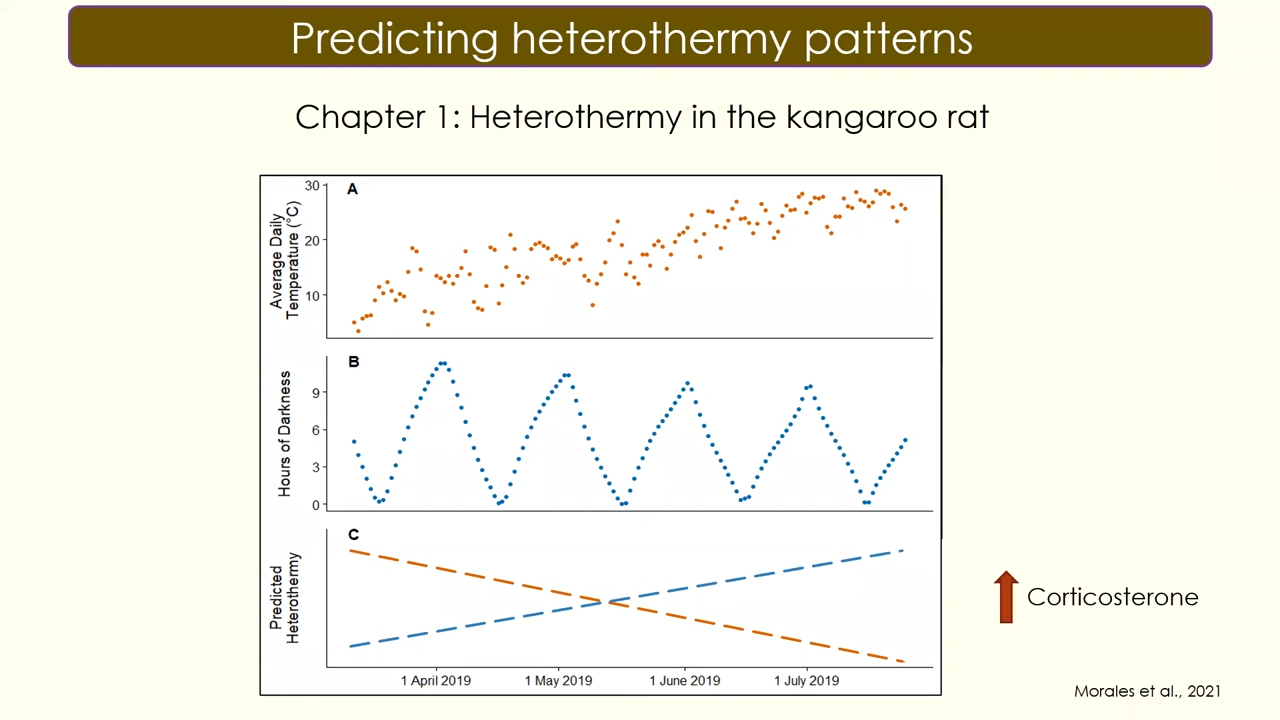 Predicting heterothermy patterns
Chapter 1: Heterothermy in the kangaroo rat
A
30
20
10
Average Daily
Temperature (°C)
B
9
6
3
0
Hours of Darkness
C
Predicted
Heterothermy
1 April 2019
1 May 2019
1 June 2019
1 July 2019
Corticosterone
Morales et al., 2021